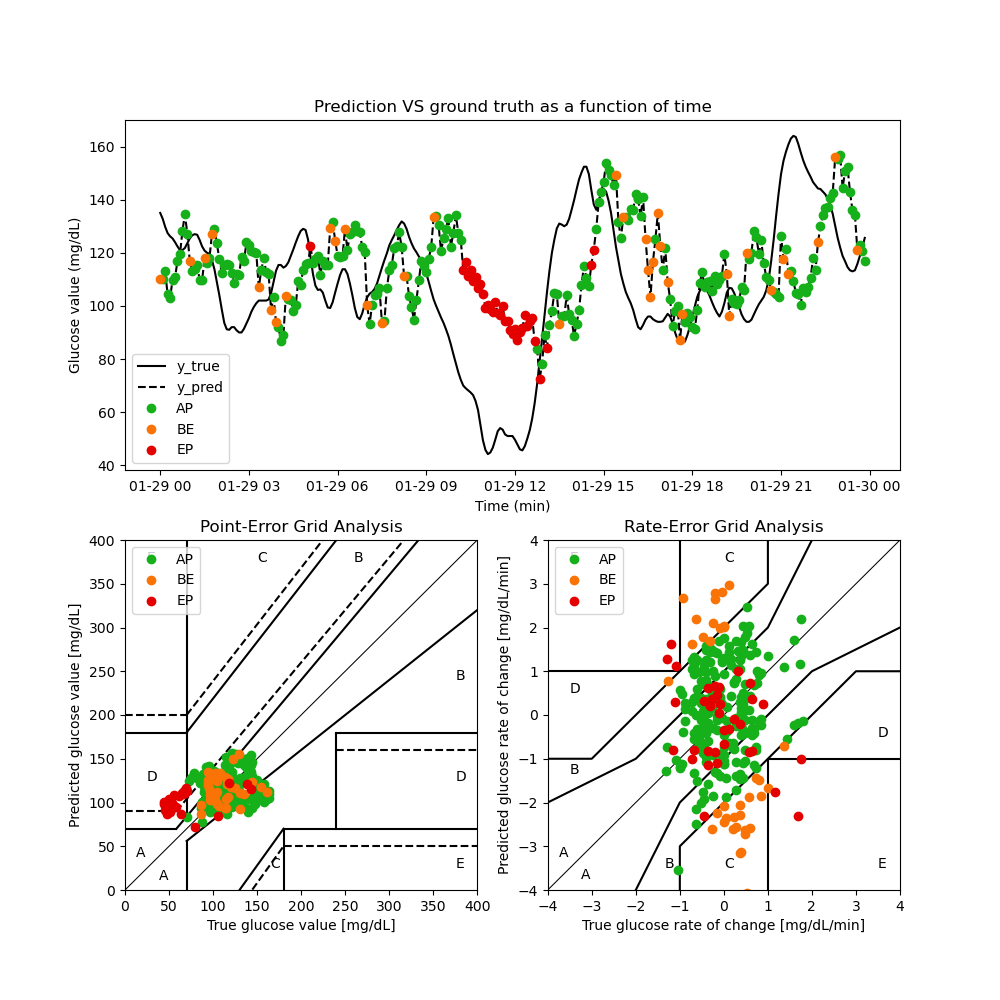 Prediction VS ground truth as a function of time
Glucose value (mg/dL)
160
140
120
100
80
60
40
y_true
y_pred
AP
BE
EP
01-29 00 01-29 03 01-29 06 01-29 09 01-29 12 01-29 15 01-29 18 01-29 21 01-30 00
Time (min)
Point-Error Grid Analysis
Predicted glucose value [mg/dL]
400
350
300
250
200
150
100
50
0
AP
BE
EP
C
B
B
D
D
A
A
C
E
0 50 100 150 200 250 300 350 400
True glucose value [mg/dL]
Rate-Error Grid Analysis
Predicted glucose rate of change [mg/dL/min]
4
3
2
1
0
−1
−2
−3
−4
AP
BE
EP
C
D
D
B
A
A
B
C
E
−4 −3 −2 −1 0 1 2 3 4
True glucose rate of change [mg/dL/min]